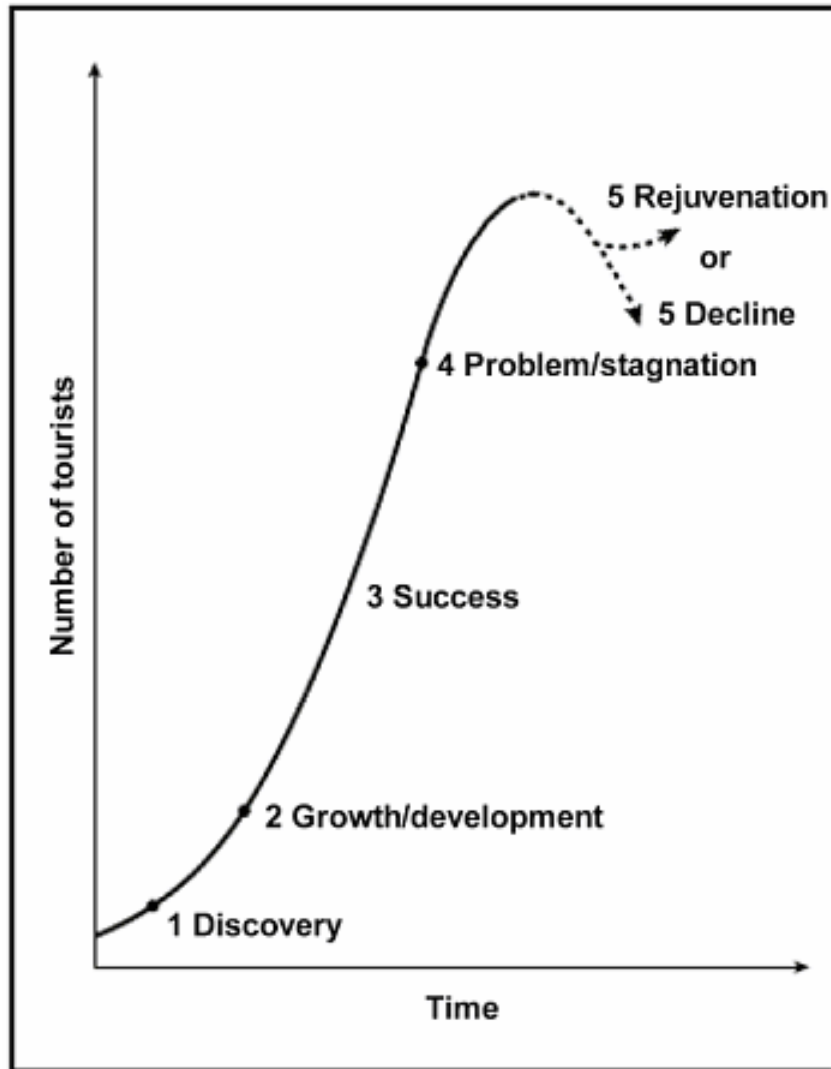 5 Rejuvenation
or
5 Decline
4 Problem/stagnation
Number of tourists
3 Success
2 Growth/development
1 Discovery
Time